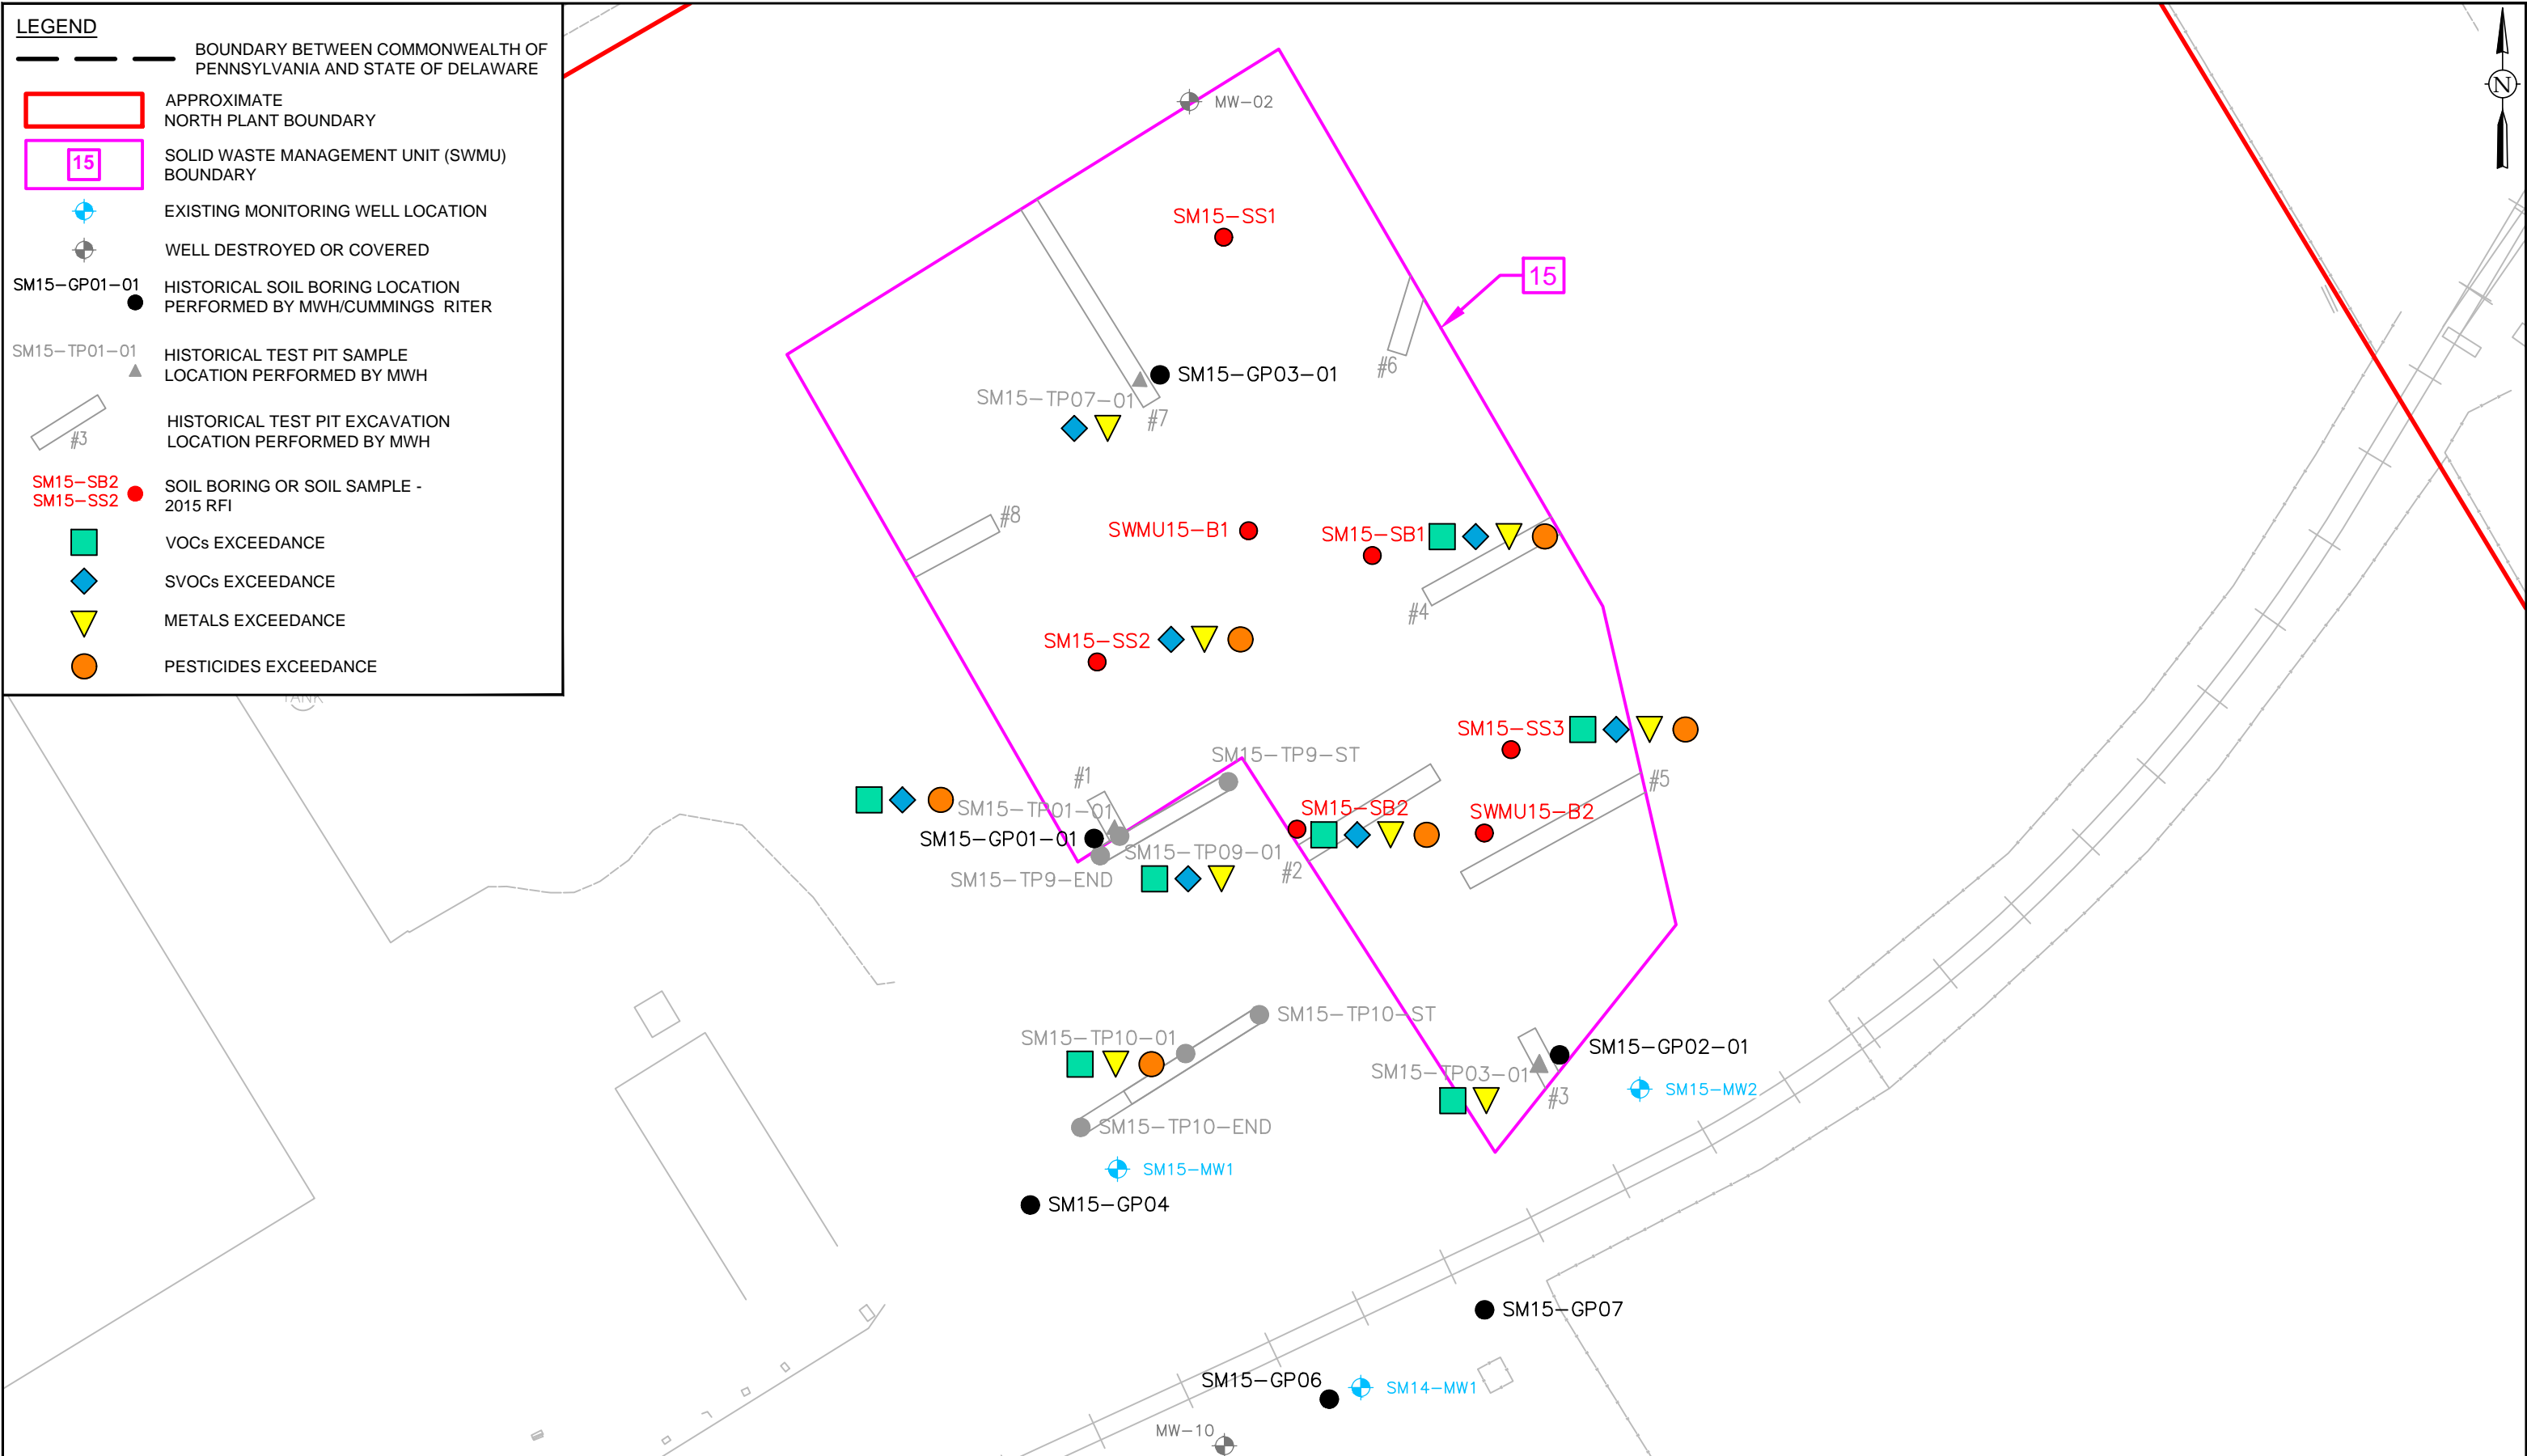 LEGEND
BOUNDARY BETWEEN COMMONWEALTH OF
PENNSYLVANIA AND STATE OF DELAWARE
APPROXIMATE
NORTH PLANT BOUNDARY
15
SOLID WASTE MANAGEMENT UNIT (SWMU)
BOUNDARY
EXISTING MONITORING WELL LOCATION
WELL DESTROYED OR COVERED
SM15-GP01-01
HISTORICAL SOIL BORING LOCATION
PERFORMED BY MWH/CUMMINGS RITER
SM15-TP01-01
HISTORICAL TEST PIT SAMPLE
LOCATION PERFORMED BY MWH
#3
HISTORICAL TEST PIT EXCAVATION
LOCATION PERFORMED BY MWH
SM15-SB2
SM15-SS2
SOIL BORING OR SOIL SAMPLE -
2015 RFI
VOCs EXCEEDANCE
SVOCs EXCEEDANCE
METALS EXCEEDANCE
PESTICIDES EXCEEDANCE
TANK
N
MW-02
SM15-SS1
15
#6
SM15-GP03-01
SM15-TP07-01
#7
#8
SWMU15-B1
SM15-SB1
#4
SM15-SS2
SM15-SS3
SM15-TP9-ST
#1
#5
SM15-TP01-01
SM15-SB2
SWMU15-B2
SM15-GP01-01
SM15-TP09-01
#2
SM15-TP9-END
SM15-TP10-ST
SM15-TP10-01
SM15-GP02-01
SM15-TP03-01
SM15-MW2
#3
SM15-TP10-END
SM15-MW1
SM15-GP04
SM15-GP07
SM15-GP06
SM14-MW1
MW-10